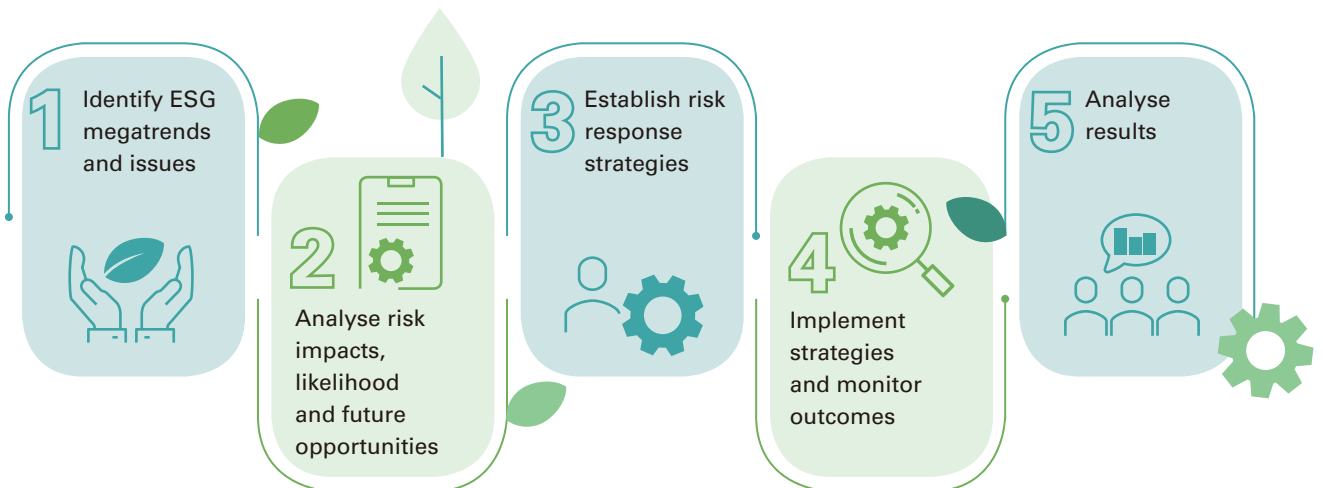 1
Identify ESG
megatrends
and issues
2
Analyse risk
impacts,
likelihood
and future
opportunities
3
Establish risk
response
strategies
4
Implement
strategies
and monitor
outcomes
5
Analyse
results